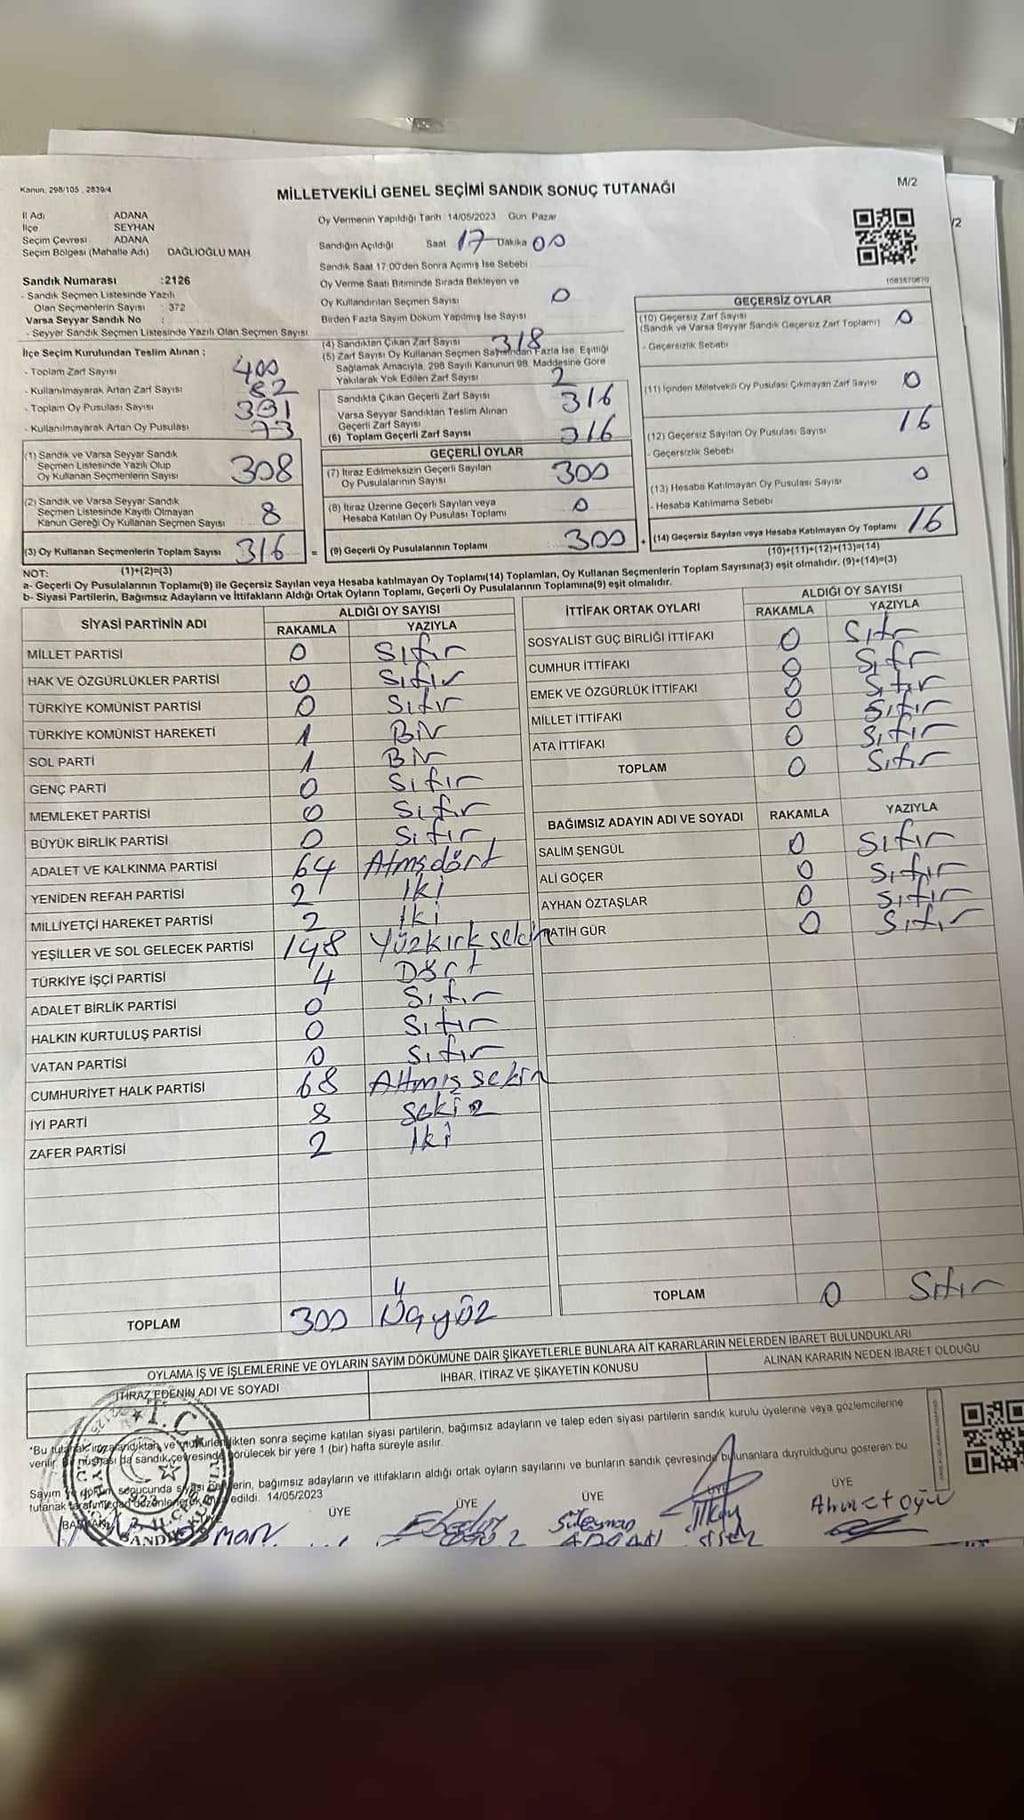 Kanun, 298/105, 2839/4
MİLLETVEKİLİ GENEL SEÇİMİ SANDIK SONUÇ TUTANAĞI
M/2
/2
İl Adı ADANA
İlçe SEYHAN
Seçim Çevresi ADANA
Seçim Bölgesi (Mahalle Adı) DAĞLIOĞLU MAH
Sandık Numarası :2126
- Sandık Seçmen Listesinde Yazılı
Olan Seçmenlerin Sayısı : 372
Varsa Seyyar Sandık No :
- Seyyar Sandık Seçmen Listesinde Yazılı Olan Seçmen Sayısı
İlçe Seçim Kurulundan Teslim Alınan ;
- Toplam Zarf Sayısı 400
- Kullanılmayarak Artan Zarf Sayısı 82
- Toplam Oy Pusulası Sayısı
- Kullanılmayarak Artan Oy Pusulası 73
(1) Sandık ve Varsa Seyyar Sandık
Seçmen Listesinde Yazılı Olup
Oy Kullanan Seçmenlerin Sayısı 308
(2) Sandık ve Varsa Seyyar Sandık
Seçmen Listesinde Kayıtlı Olmayan
Kanun Gereği Oy Kullanan Seçmen Sayısı 8
(3) Oy Kullanan Seçmenlerin Toplam Sayısı 316 =
Oy Vermenin Yapıldığı Tarih 14/05/2023 Gün Pazar
Sandığın Açıldığı Saat 17 Dakika 00
Sandık Saat 17.00'den Sonra Açımış İse Sebebi
Oy Verme Saati Bitiminde Sırada Bekleyen ve
Oy Kullandırılan Seçmen Sayısı 0
Birden Fazla Sayım Döküm Yapılmış İse Sayısı
(4) Sandıktan Çıkan Zarf Sayısı 318
(5) Zarf Sayısı Oy Kullanan Seçmen Sayısından Fazla İse, Eşitliği
Sağlamak Amacıyla, 298 Sayılı Kanunun 98. Maddesine Göre
Yakılarak Yok Edilen Zarf Sayısı 2
Sandıkta Çıkan Geçerli Zarf Sayısı 316
Varsa Seyyar Sandıktan Teslim Alınan
Geçerli Zarf Sayısı
(6) Toplam Geçerli Zarf Sayısı 316
GEÇERLİ OYLAR
(7) İtiraz Edilmeksizin Geçerli Sayılan
Oy Pusulalarının Sayısı 300
(8) İtiraz Üzerine Geçerli Sayılan veya
Hesaba Katılan Oy Pusulası Toplamı 0
(9) Geçerli Oy Pusulalarının Toplamı 300 +
1083570870
GEÇERSİZ OYLAR
(10) Geçersiz Zarf Sayısı 0
(Sandık ve Varsa Seyyar Sandık Geçersiz Zarf Toplamı)
- Geçersizlik Sebebi
(11) İçinden Milletvekili Oy Pusulası Çıkmayan Zarf Sayısı 0
(12) Geçersiz Sayılan Oy Pusulası Sayısı 16
- Geçersizlik Sebebi
(13) Hesaba Katılmayan Oy Pusulası Sayısı 0
- Hesaba Katılmama Sebebi
(14) Geçersiz Sayılan veya Hesaba Katılmayan Oy Toplamı 16
NOT: (1)+(2)=(3) (10)+(11)+(12)+(13)=(14)
a- Geçerli Oy Pusulalarının Toplamı(9) ile Geçersiz Sayılan veya Hesaba katılmayan Oy Toplamı(14) Toplamları, Oy Kullanan Seçmenlerin Toplam Sayısına(3) eşit olmalıdır. (9)+(14)=(3)
b- Siyasi Partilerin, Bağımsız Adayların ve İttifakların Aldığı Ortak Oyların Toplamı, Geçerli Oy Pusulalarının Toplamına(9) eşit olmalıdır.
SİYASİ PARTİNİN ADI ALDIĞI OY SAYISI
RAKAMLA YAZIYLA
MİLLET PARTİSİ 0 Sıfır
HAK VE ÖZGÜRLÜKLER PARTİSİ 0 Sıfır
TÜRKİYE KOMÜNİST PARTİSİ 0 Sıfır
TÜRKİYE KOMÜNİST HAREKETİ 1 Bir
SOL PARTİ 1 Bir
GENÇ PARTİ 0 Sıfır
MEMLEKET PARTİSİ 0 Sıfır
BÜYÜK BİRLİK PARTİSİ 0 Sıfır
ADALET VE KALKINMA PARTİSİ 64 Atmışdört
YENİDEN REFAH PARTİSİ 2 İki
MİLLİYETÇİ HAREKET PARTİSİ 2 İki
YEŞİLLER VE SOL GELECEK PARTİSİ 148 Yüzkırk sekiz
TÜRKİYE İŞÇİ PARTİSİ 4 Dört
ADALET BİRLİK PARTİSİ 0 Sıfır
HALKIN KURTULUŞ PARTİSİ 0 Sıfır
VATAN PARTİSİ 0 Sıfır
CUMHURİYET HALK PARTİSİ 68 Altmış sekiz
İYİ PARTİ 8 Sekiz
ZAFER PARTİSİ 2 İki
TOPLAM 300 Üçyüz
İTTİFAK ORTAK OYLARI ALDIĞI OY SAYISI
RAKAMLA YAZIYLA
SOSYALİST GÜÇ BİRLİĞİ İTTİFAKI 0 Sıfır
CUMHUR İTTİFAKI 0 Sıfır
EMEK VE ÖZGÜRLÜK İTTİFAKI 0 Sıfır
MİLLET İTTİFAKI 0 Sıfır
ATA İTTİFAKI 0 Sıfır
TOPLAM 0 Sıfır
BAĞIMSIZ ADAYIN ADI VE SOYADI RAKAMLA YAZIYLA
SALİM ŞENGÜL 0 Sıfır
ALİ GÖÇER 0 Sıfır
AYHAN ÖZTAŞLAR 0 Sıfır
FATİH GÜR 0 Sıfır
TOPLAM 0 Sıfır
OYLAMA İŞ VE İŞLEMLERİNE VE OYLARIN SAYIM DÖKÜMÜNE DAİR ŞİKAYETLERLE BUNLARA AİT KARARLARIN NELERDEN İBARET BULUNDUKLARI
İTİRAZ EDENİN ADI VE SOYADI İHBAR, İTİRAZ VE ŞİKAYETİN KONUSU ALINAN KARARIN NEDEN İBARET OLDUĞU
*Bu tutanak imzalandıktan ve mühürlendikten sonra seçime katılan siyasi partilerin, bağımsız adayların ve talep eden siyasi partilerin sandık kurulu üyelerine veya gözlemcilerine
verilir. Bir nüshası da sandık çevresinde görülecek bir yere 1 (bir) hafta süreyle asılır.
Sayım ve döküm sonucunda siyasi partilerin, bağımsız adayların ve ittifakların aldığı ortak oyların sayılarını ve bunların sandık çevresinde bulunanlara duyrulduğunu gösteren bu
tutanak tarafımızdan düzenlenerek imza edildi. 14/05/2023
T.C.
BAŞKAN ÜYE ÜYE ÜYE ÜYE ÜYE
Süleyman
İlkay
Ahmet